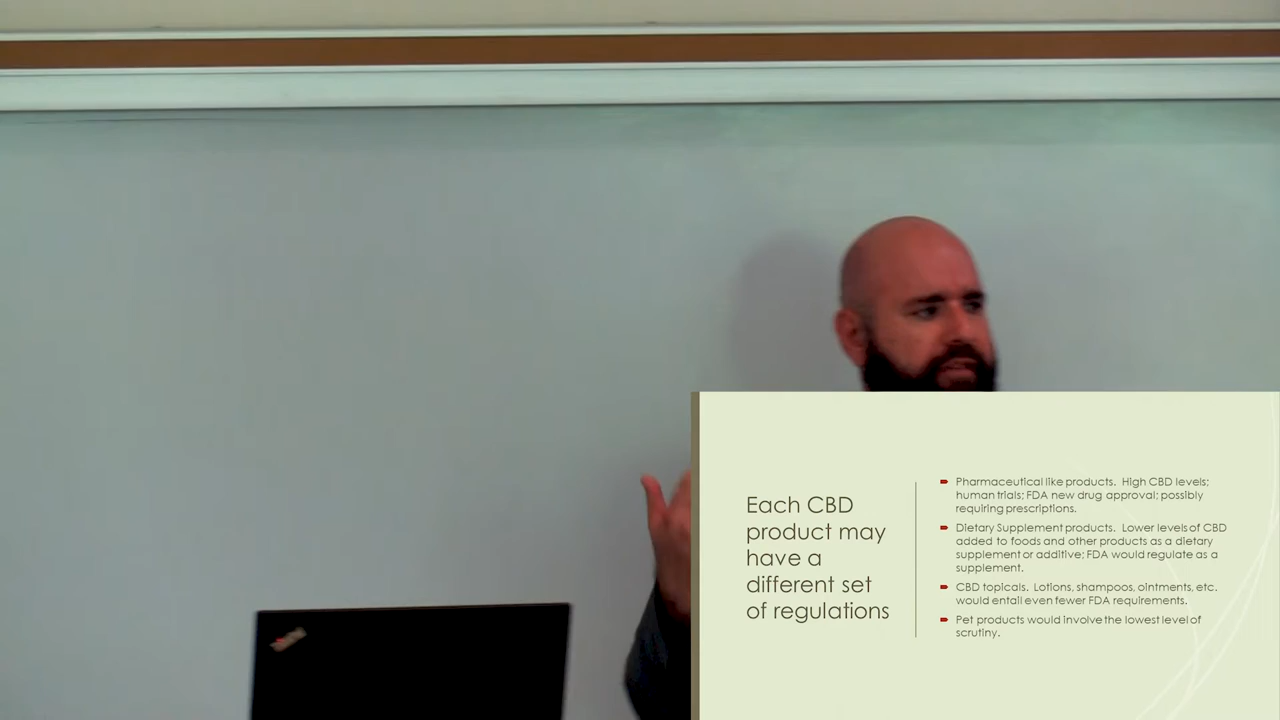 Each CBD
product may
have a
different set
of regulations
Pharmaceutical like products. High CBD levels;
human trials; FDA new drug approval; possibly
requiring prescriptions.
Dietary Supplement products. Lower levels of CBD
added to foods and other products as a dietary
supplement or additive; FDA would regulate as a
supplement.
CBD topicals. Lotions, shampoos, ointments, etc.
would entail even fewer FDA requirements.
Pet products would involve the lowest level of
scrutiny.